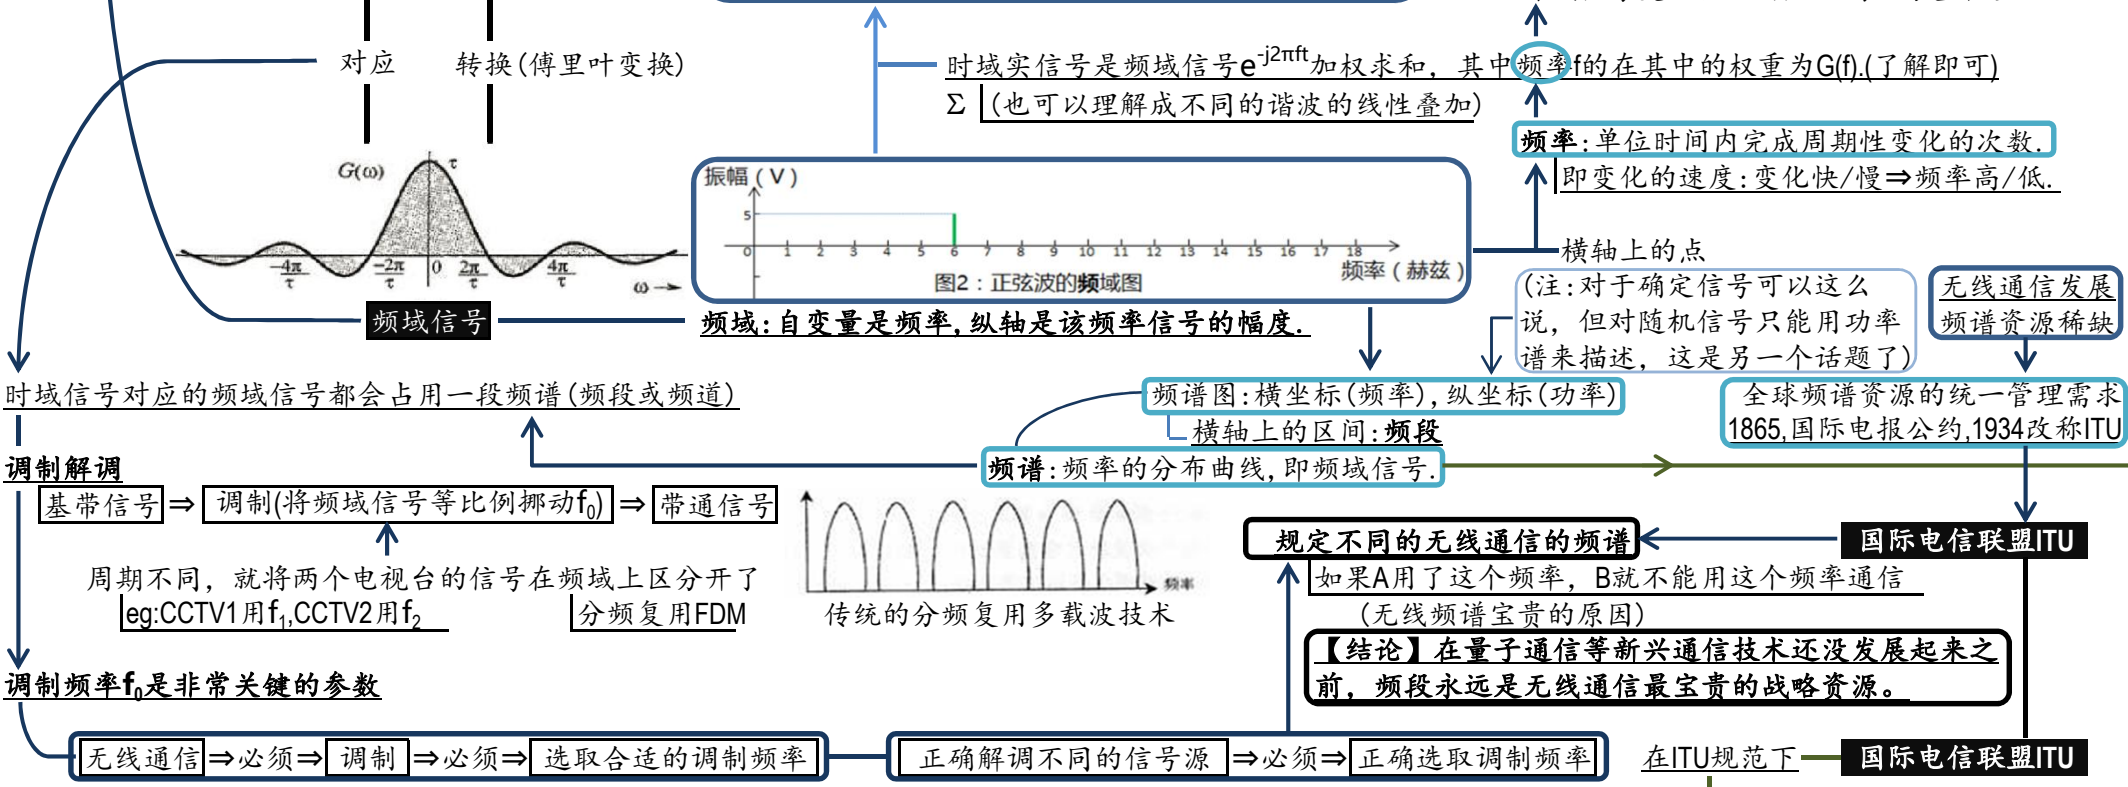 对应
转换(傅里叶变换)
时域实信号是频域信号e-j2πft加权求和，其中频率f的在其中的权重为G(f).(了解即可)
Σ (也可以理解成不同的谐波的线性叠加)
频率:单位时间内完成周期性变化的次数.
即变化的速度:变化快/慢⇒频率高/低.
G(ω)
τ
-4π/τ -2π/τ 0 2π/τ 4π/τ
ω→
振幅（V）
5
0 1 2 3 4 5 6 7 8 9 10 11 12 13 14 15 16 17 18
频率（赫兹）
图2：正弦波的频域图
横轴上的点
(注:对于确定信号可以这么
说，但对随机信号只能用功率
谱来描述，这是另一个话题了)
无线通信发展
频谱资源稀缺
频域信号
频域:自变量是频率,纵轴是该频率信号的幅度.
时域信号对应的频域信号都会占用一段频谱(频段或频道)
频谱图:横坐标(频率),纵坐标(功率)
横轴上的区间:频段
全球频谱资源的统一管理需求
1865,国际电报公约,1934改称ITU
调制解调
频谱:频率的分布曲线,即频域信号.
基带信号⇒调制(将频域信号等比例挪动f0)⇒带通信号
周期不同，就将两个电视台的信号在频域上区分开了
eg:CCTV1用f1,CCTV2用f2
分频复用FDM
频率
传统的分频复用多载波技术
规定不同的无线通信的频谱
国际电信联盟ITU
如果A用了这个频率，B就不能用这个频率通信
(无线频谱宝贵的原因)
【结论】在量子通信等新兴通信技术还没发展起来之
前，频段永远是无线通信最宝贵的战略资源。
调制频率f0是非常关键的参数
无线通信⇒必须⇒调制⇒必须⇒选取合适的调制频率
正确解调不同的信号源⇒必须⇒正确选取调制频率
在ITU规范下
国际电信联盟ITU